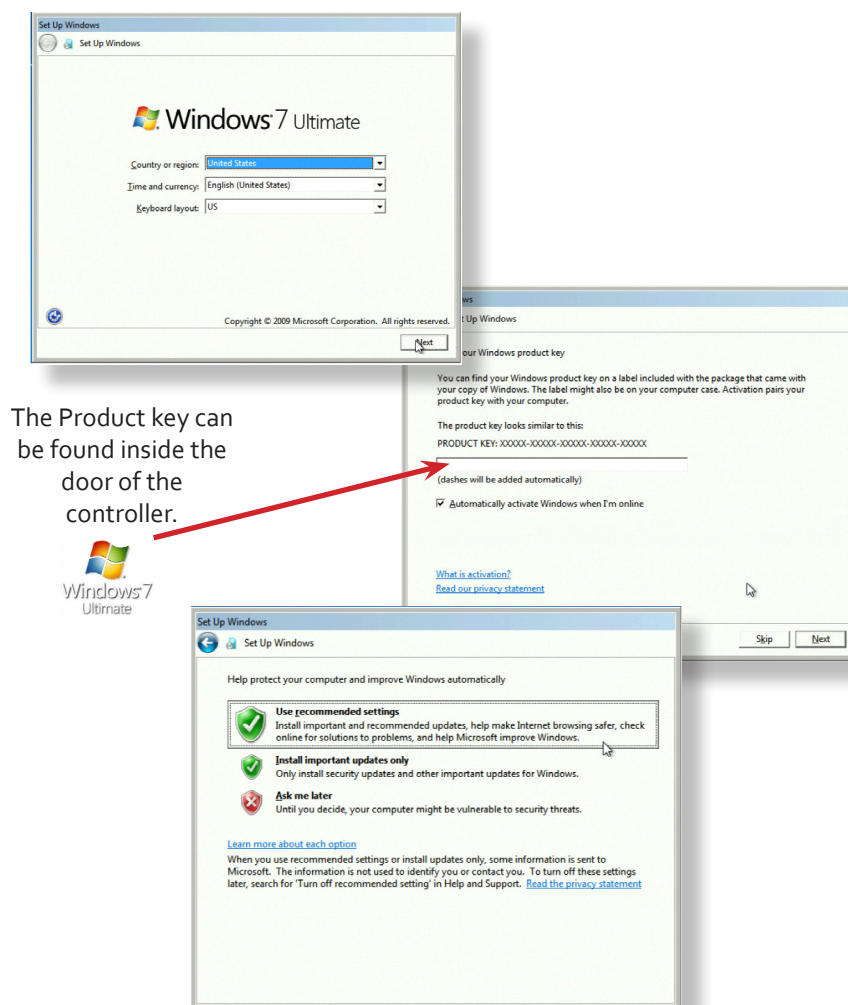 Set Up Windows
Set Up Windows
Windows 7 Ultimate
Country or region: United States
Time and currency: English (United States)
Keyboard layout: US
Copyright © 2009 Microsoft Corporation. All rights reserved.
Next
Up Windows
your Windows product key
You can find your Windows product key on a label included with the package that came with
your copy of Windows. The label might also be on your computer case. Activation pairs your
product key with your computer.
The product key looks similar to this:
PRODUCT KEY: XXXXX-XXXXX-XXXXX-XXXXX-XXXXX
(dashes will be added automatically)
Automatically activate Windows when I'm online
What is activation?
Read our privacy statement
Skip
Next
The Product key can
be found inside the
door of the
controller.
Windows 7
Ultimate
Set Up Windows
Set Up Windows
Help protect your computer and improve Windows automatically
Use recommended settings
Install important and recommended updates, help make Internet browsing safer, check
online for solutions to problems, and help Microsoft improve Windows.
Install important updates only
Only install security updates and other important updates for Windows.
Ask me later
Until you decide, your computer might be vulnerable to security threats.
Learn more about each option
When you use recommended settings or install updates only, some information is sent to
Microsoft. The information is not used to identify you or contact you. To turn off these settings
later, search for 'Turn off recommended setting' in Help and Support. Read the privacy statement